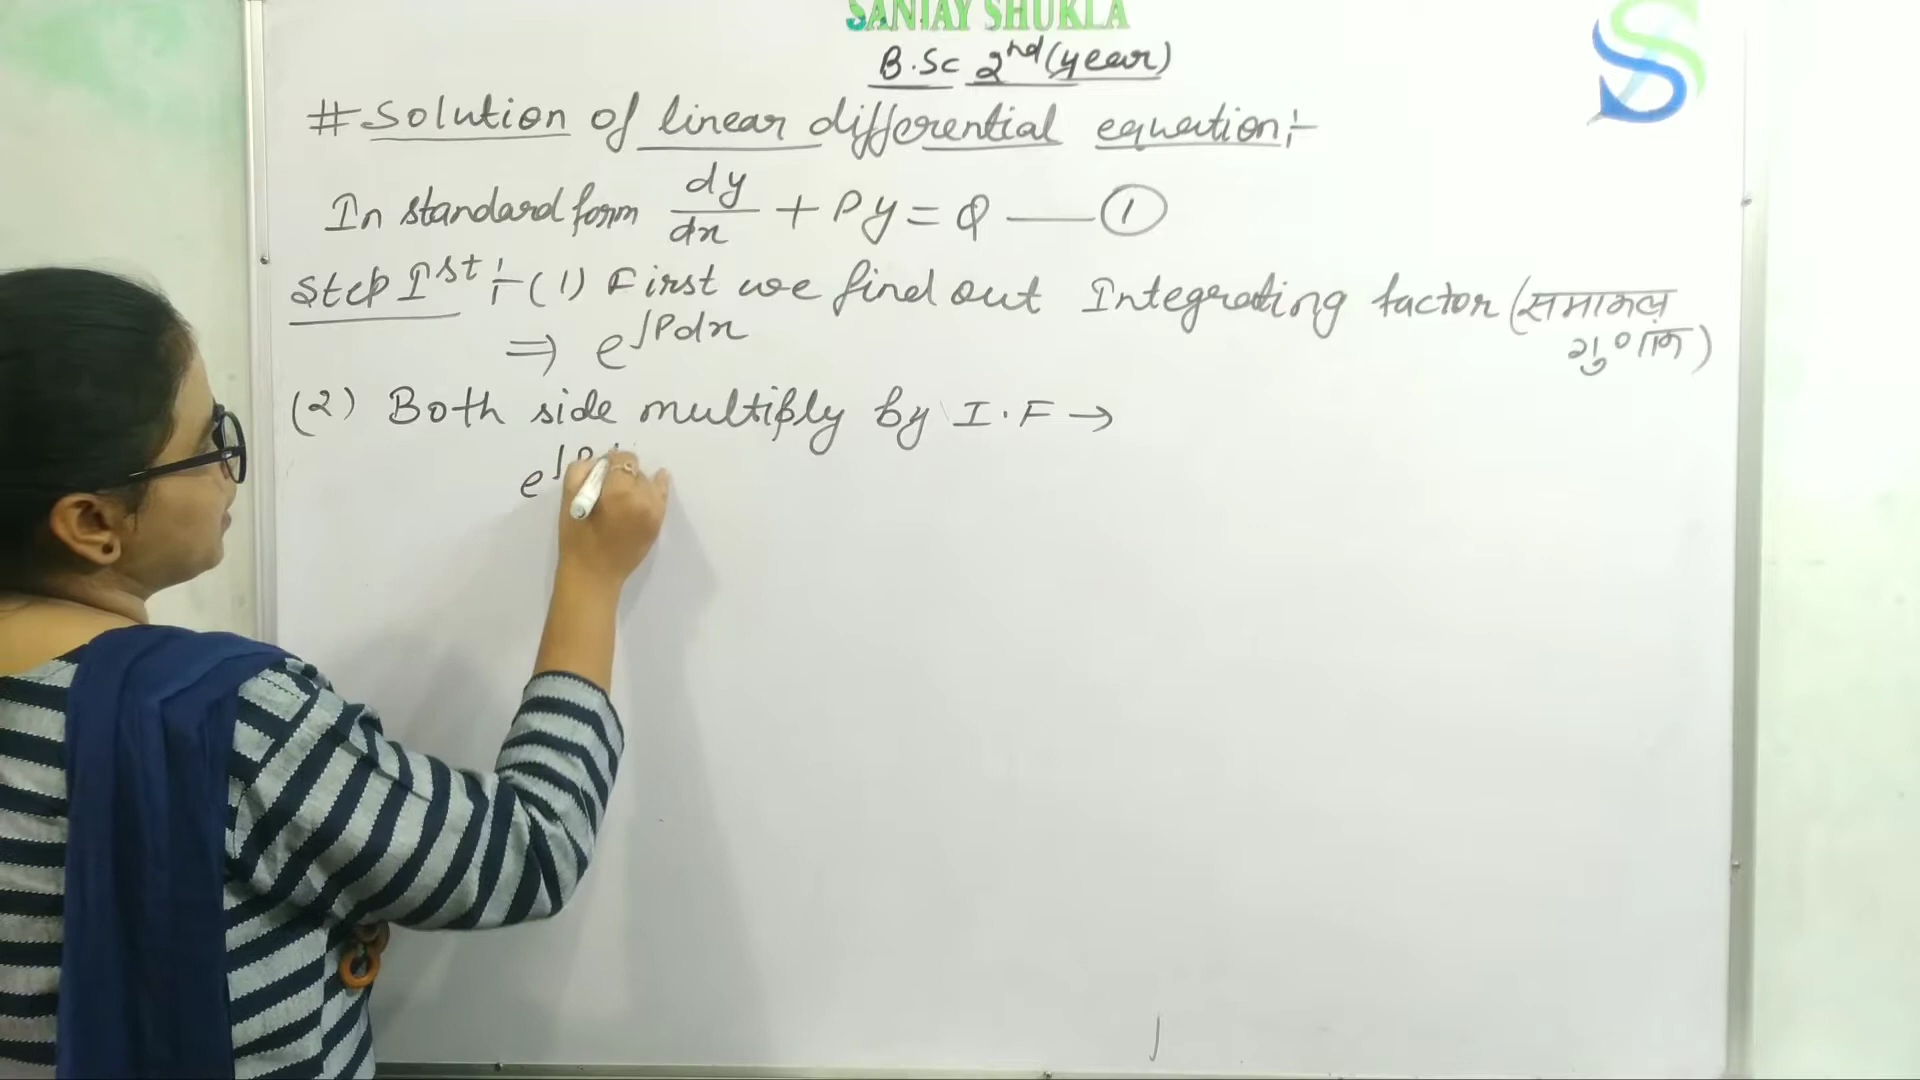 SANJAY SHUKLA
B.Sc 2nd (year)
# Solution of linear differential equation:-
In standard form dy/dx + Py = Q —— ①
Step Ist :- (1) First we find out Integrating factor (समाकल
गुणांक)
⇒ e^∫Pdx
(2) Both side multiply by I.F →
e^∫P